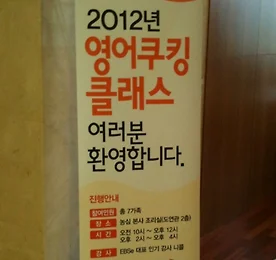 2012년
영어쿠킹
클래스
여러분
환영합니다.
진행안내
참여인원 총 7가족
장 소 농심 본사 조리실(도연관 2층)
시 간 오전 10시 ~ 오후 12시
오후 2시 ~ 오후 4시
강 사 EBSe 대표 인기 강사 니콜